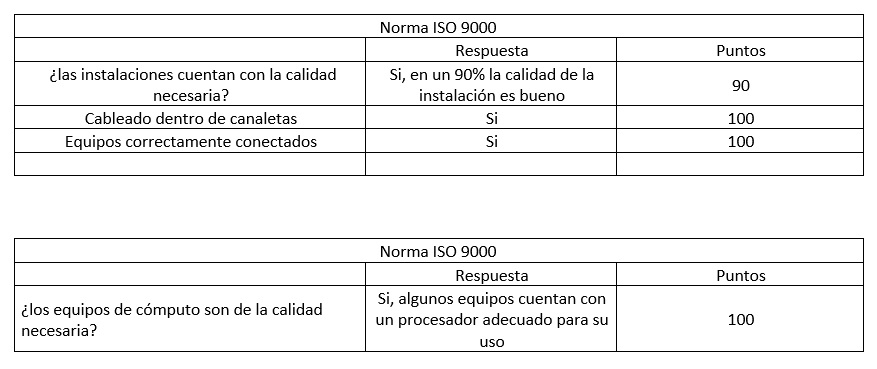 Norma ISO 9000
Respuesta Puntos
¿las instalaciones cuentan con la calidad necesaria? Si, en un 90% la calidad de la instalación es bueno 90
Cableado dentro de canaletas Si 100
Equipos correctamente conectados Si 100
Norma ISO 9000
Respuesta Puntos
¿los equipos de cómputo son de la calidad necesaria? Si, algunos equipos cuentan con un procesador adecuado para su uso 100